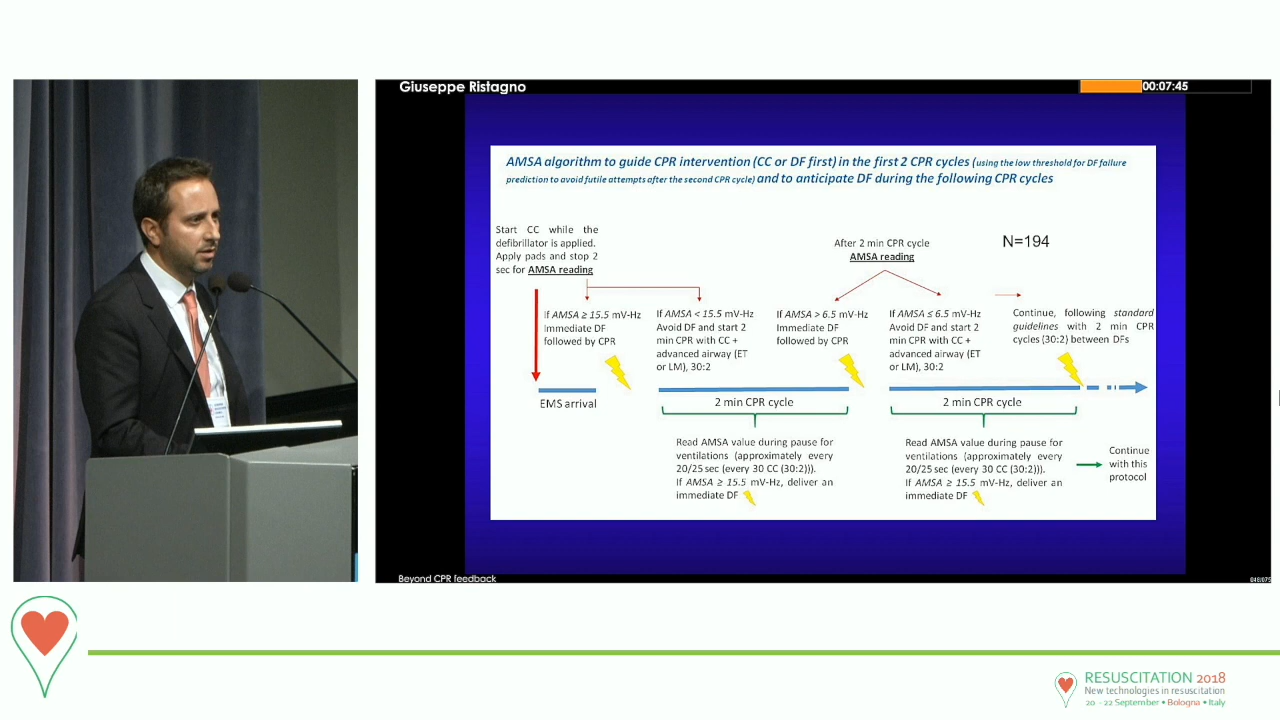 Giuseppe Ristagno
00:07:45
AMSA algorithm to guide CPR intervention (CC or DF first) in the first 2 CPR cycles (using the low threshold for DF failure
prediction to avoid futile attempts after the second CPR cycle) and to anticipate DF during the following CPR cycles
Start CC while the
defibrillator is applied.
Apply pads and stop 2
sec for AMSA reading
After 2 min CPR cycle
AMSA reading
N=194
If AMSA ≥ 15.5 mV-Hz
Immediate DF
followed by CPR
If AMSA < 15.5 mV-Hz
Avoid DF and start 2
min CPR with CC +
advanced airway (ET
or LM), 30:2
If AMSA > 6.5 mV-Hz
Immediate DF
followed by CPR
If AMSA ≤ 6.5 mV-Hz
Avoid DF and start 2
min CPR with CC +
advanced airway (ET
or LM), 30:2
Continue, following standard
guidelines with 2 min CPR
cycles (30:2) between DFs
EMS arrival
2 min CPR cycle
2 min CPR cycle
Read AMSA value during pause for
ventilations (approximately every
20/25 sec (every 30 CC (30:2))).
If AMSA ≥ 15.5 mV-Hz, deliver an
immediate DF
Read AMSA value during pause for
ventilations (approximately every
20/25 sec (every 30 CC (30:2))).
If AMSA ≥ 15.5 mV-Hz, deliver an
immediate DF
Continue
with this
protocol
Beyond CPR feedback
RESUSCITATION 2018
New technologies in resuscitation
20 - 22 September • Bologna • Italy